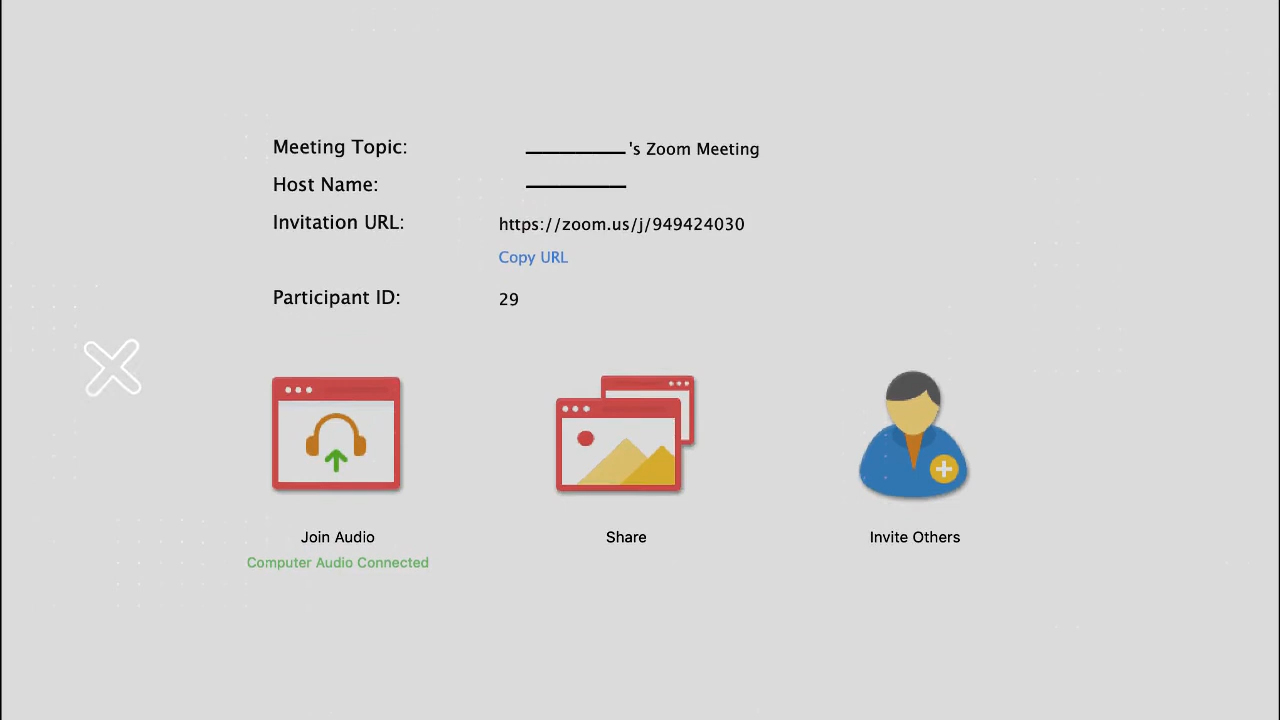 Meeting Topic: 's Zoom Meeting
Host Name:
Invitation URL: https://zoom.us/j/949424030
Copy URL
Participant ID: 29
Join Audio Share Invite Others
Computer Audio Connected